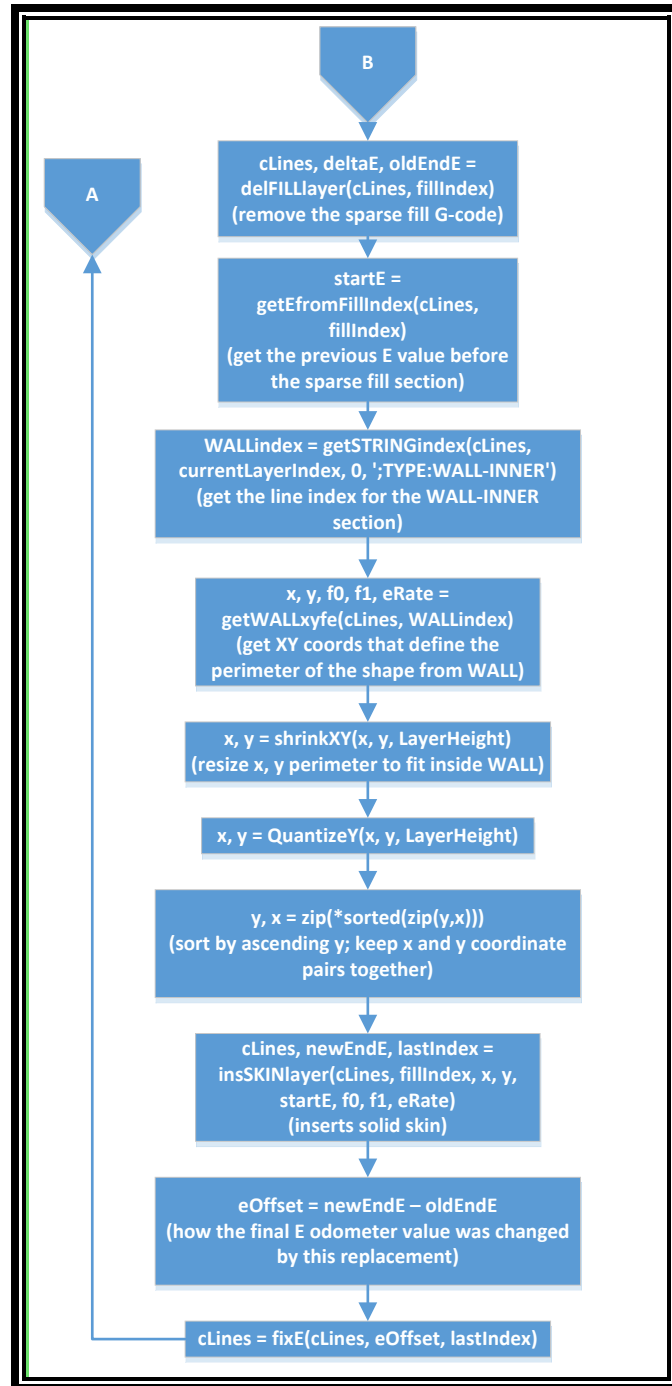 B
A
cLines, deltaE, oldEndE =
delFILLlayer(cLines, fillIndex)
(remove the sparse fill G-code)
startE =
getEfromFillIndex(cLines,
fillIndex)
(get the previous E value before
the sparse fill section)
WALLindex = getSTRINGindex(cLines,
currentLayerIndex, 0, ';TYPE:WALL-INNER')
(get the line index for the WALL-INNER
section)
x, y, f0, f1, eRate =
getWALLxyfe(cLines, WALLindex)
(get XY coords that define the
perimeter of the shape from WALL)
x, y = shrinkXY(x, y, LayerHeight)
(resize x, y perimeter to fit inside WALL)
x, y = QuantizeY(x, y, LayerHeight)
y, x = zip(*sorted(zip(y,x)))
(sort by ascending y; keep x and y coordinate
pairs together)
cLines, newEndE, lastIndex =
insSKINlayer(cLines, fillIndex, x, y,
startE, f0, f1, eRate)
(inserts solid skin)
eOffset = newEndE – oldEndE
(how the final E odometer value was changed
by this replacement)
cLines = fixE(cLines, eOffset, lastIndex)